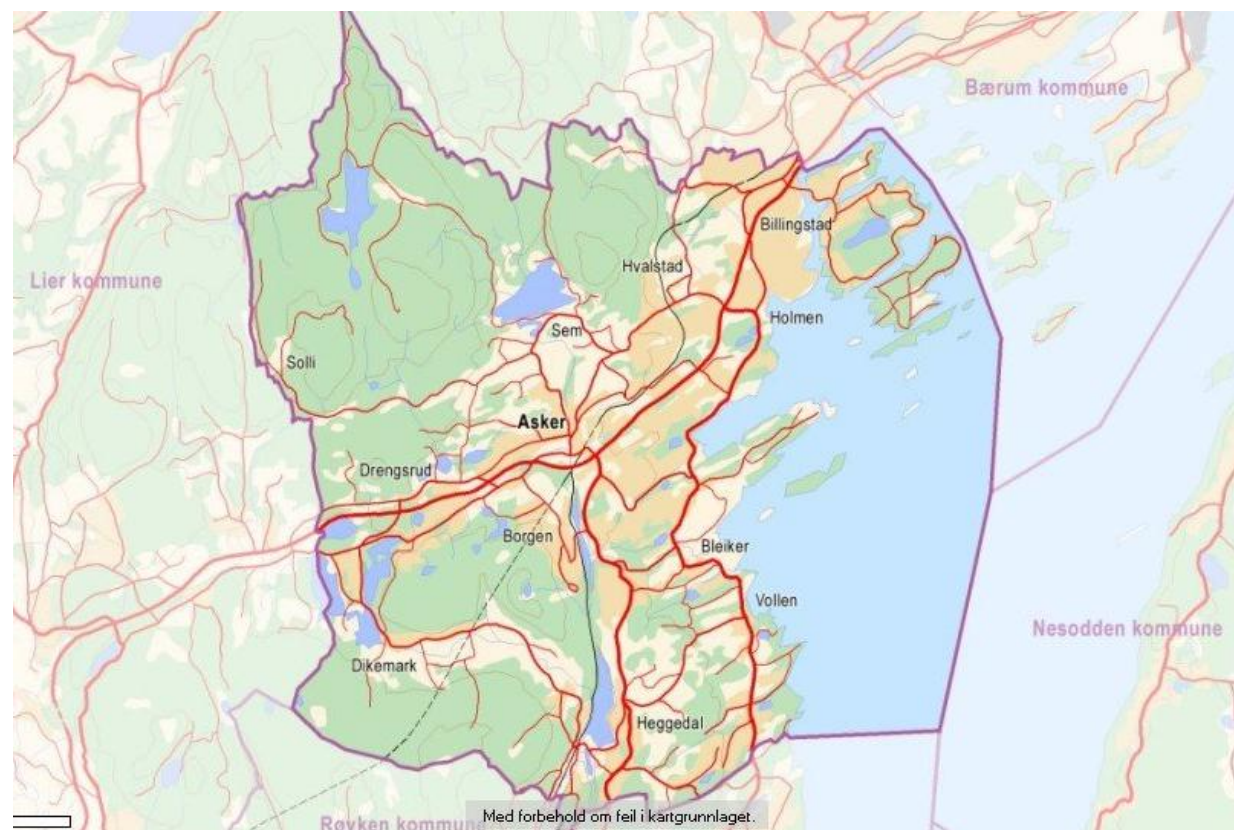 Bærum kommune
Billingstad
Hvalstad
Lier kommune
Holmen
Sem
Solli
Asker
Drengsrud
Borgen
Bleiker
Vollen
Nesodden kommune
Dikemark
Heggedal
Med forbehold om feil i kartgrunnlaget.
Røyken kommune